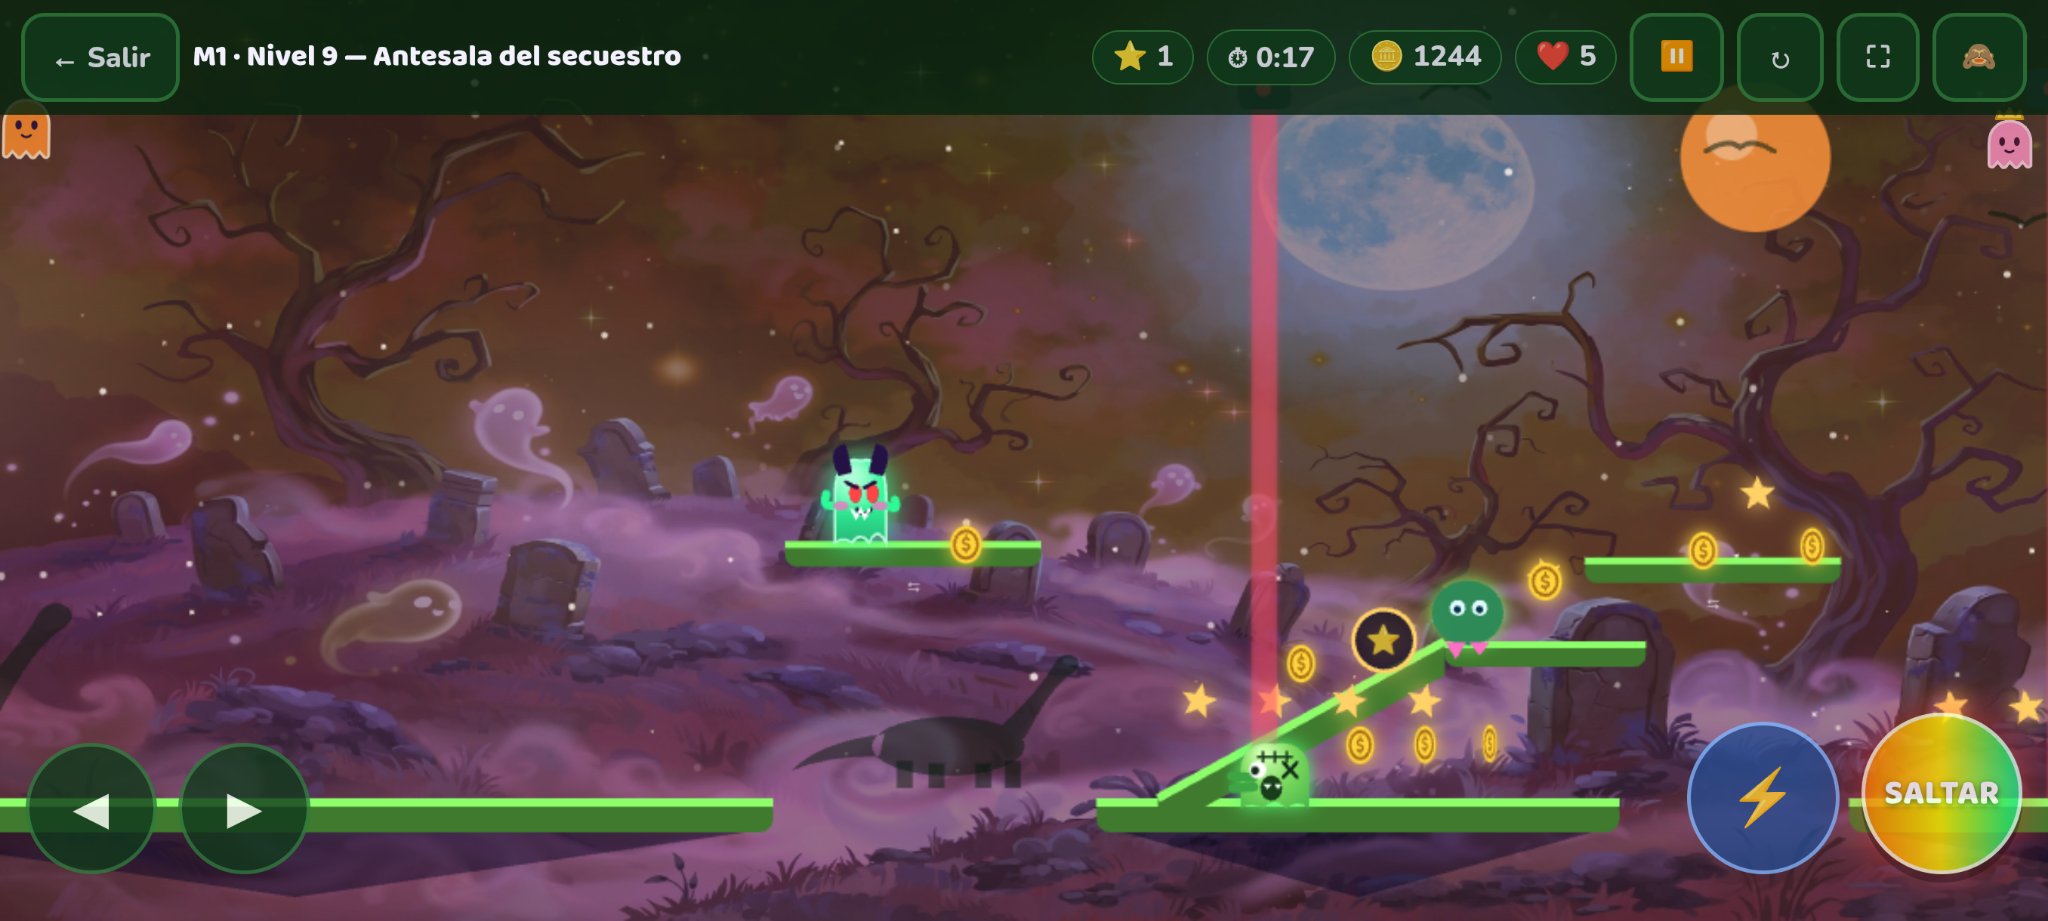 ← Salir
M1 · Nivel 9 — Antesala del secuestro
1
0:17
1244
5
SALTAR